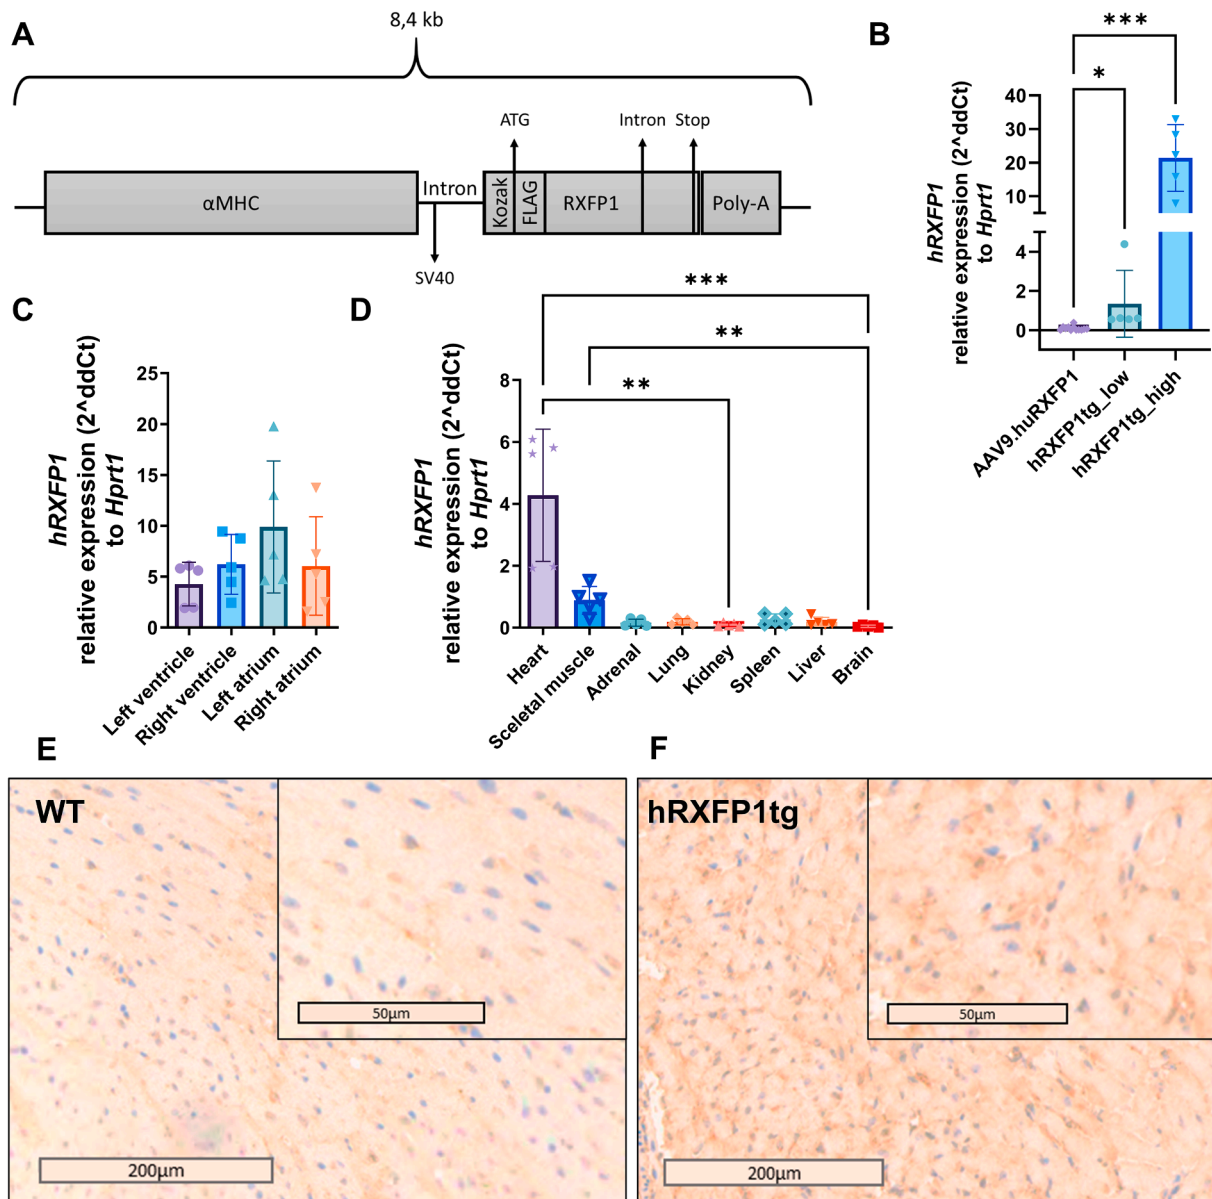 A
8,4 kb
ATG
Intron
Stop
αMHC
Intron
Kozak
FLAG
RXFP1
Poly-A
SV40
B
***
*
hRXFP1
relative expression (2^ddCt)
to Hprt1
40
30
20
10
4
2
0
AAV9.huRXFP1
hRXFP1tg_low
hRXFP1tg_high
C
hRXFP1
relative expression (2^ddCt)
to Hprt1
25
20
15
10
5
0
Left ventricle
Right ventricle
Left atrium
Right atrium
D
***
**
**
hRXFP1
relative expression (2^ddCt)
to Hprt1
8
6
4
2
0
Heart
Sceletal muscle
Adrenal
Lung
Kidney
Spleen
Liver
Brain
E
WT
50µm
200µm
F
hRXFP1tg
50µm
200µm